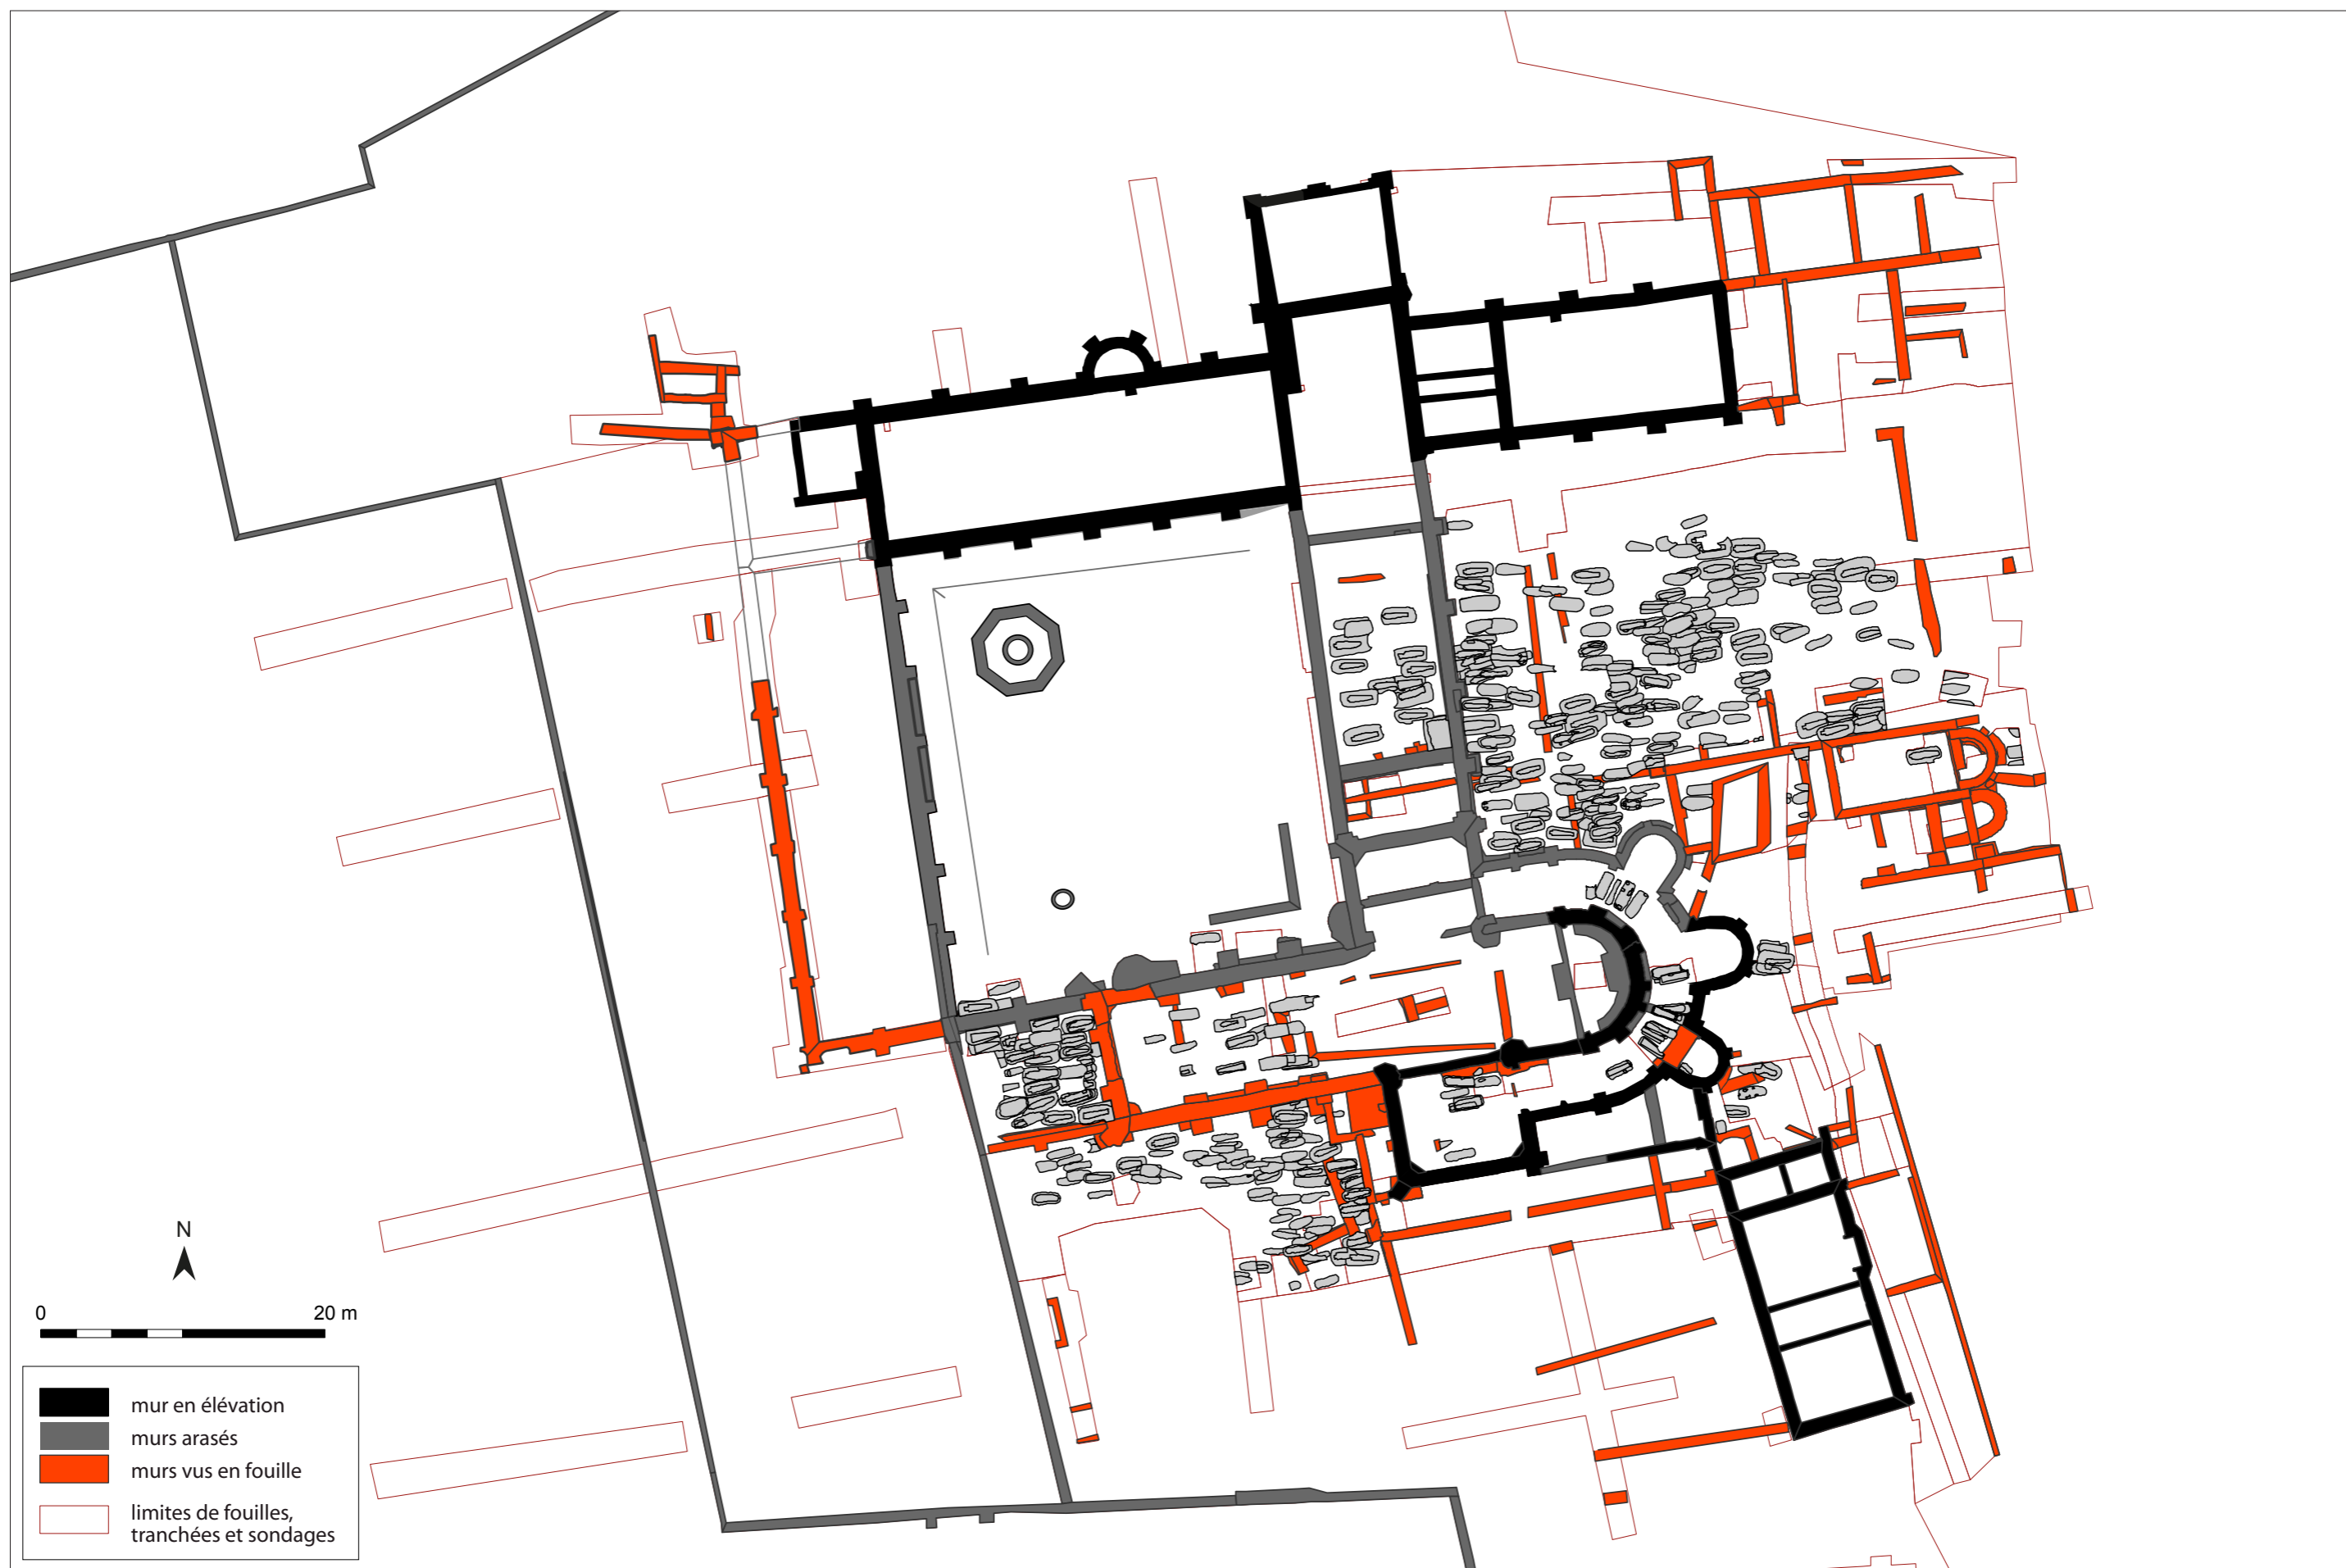 N
0 20 m
mur en élévation
murs arasés
murs vus en fouille
limites de fouilles,
tranchées et sondages